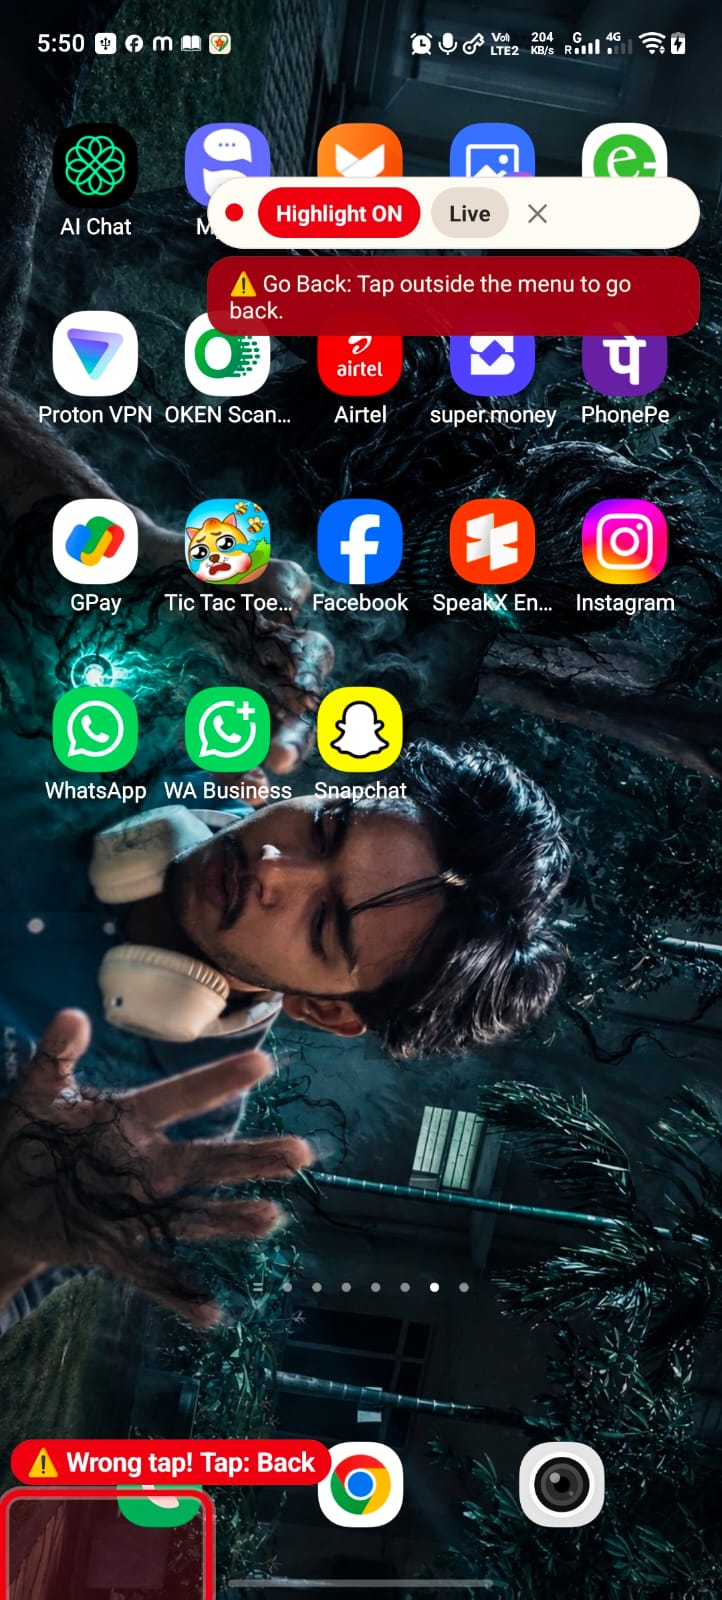 5:50
Vo))
LTE2
204
KB/s
G
R
4G
AI Chat
Highlight ON
Live
⚠️ Go Back: Tap outside the menu to go
back.
airtel
Proton VPN
OKEN Scan...
Airtel
super.money
PhonePe
GPay
Tic Tac Toe...
Facebook
SpeakX En...
Instagram
WhatsApp
WA Business
Snapchat
⚠️ Wrong tap! Tap: Back